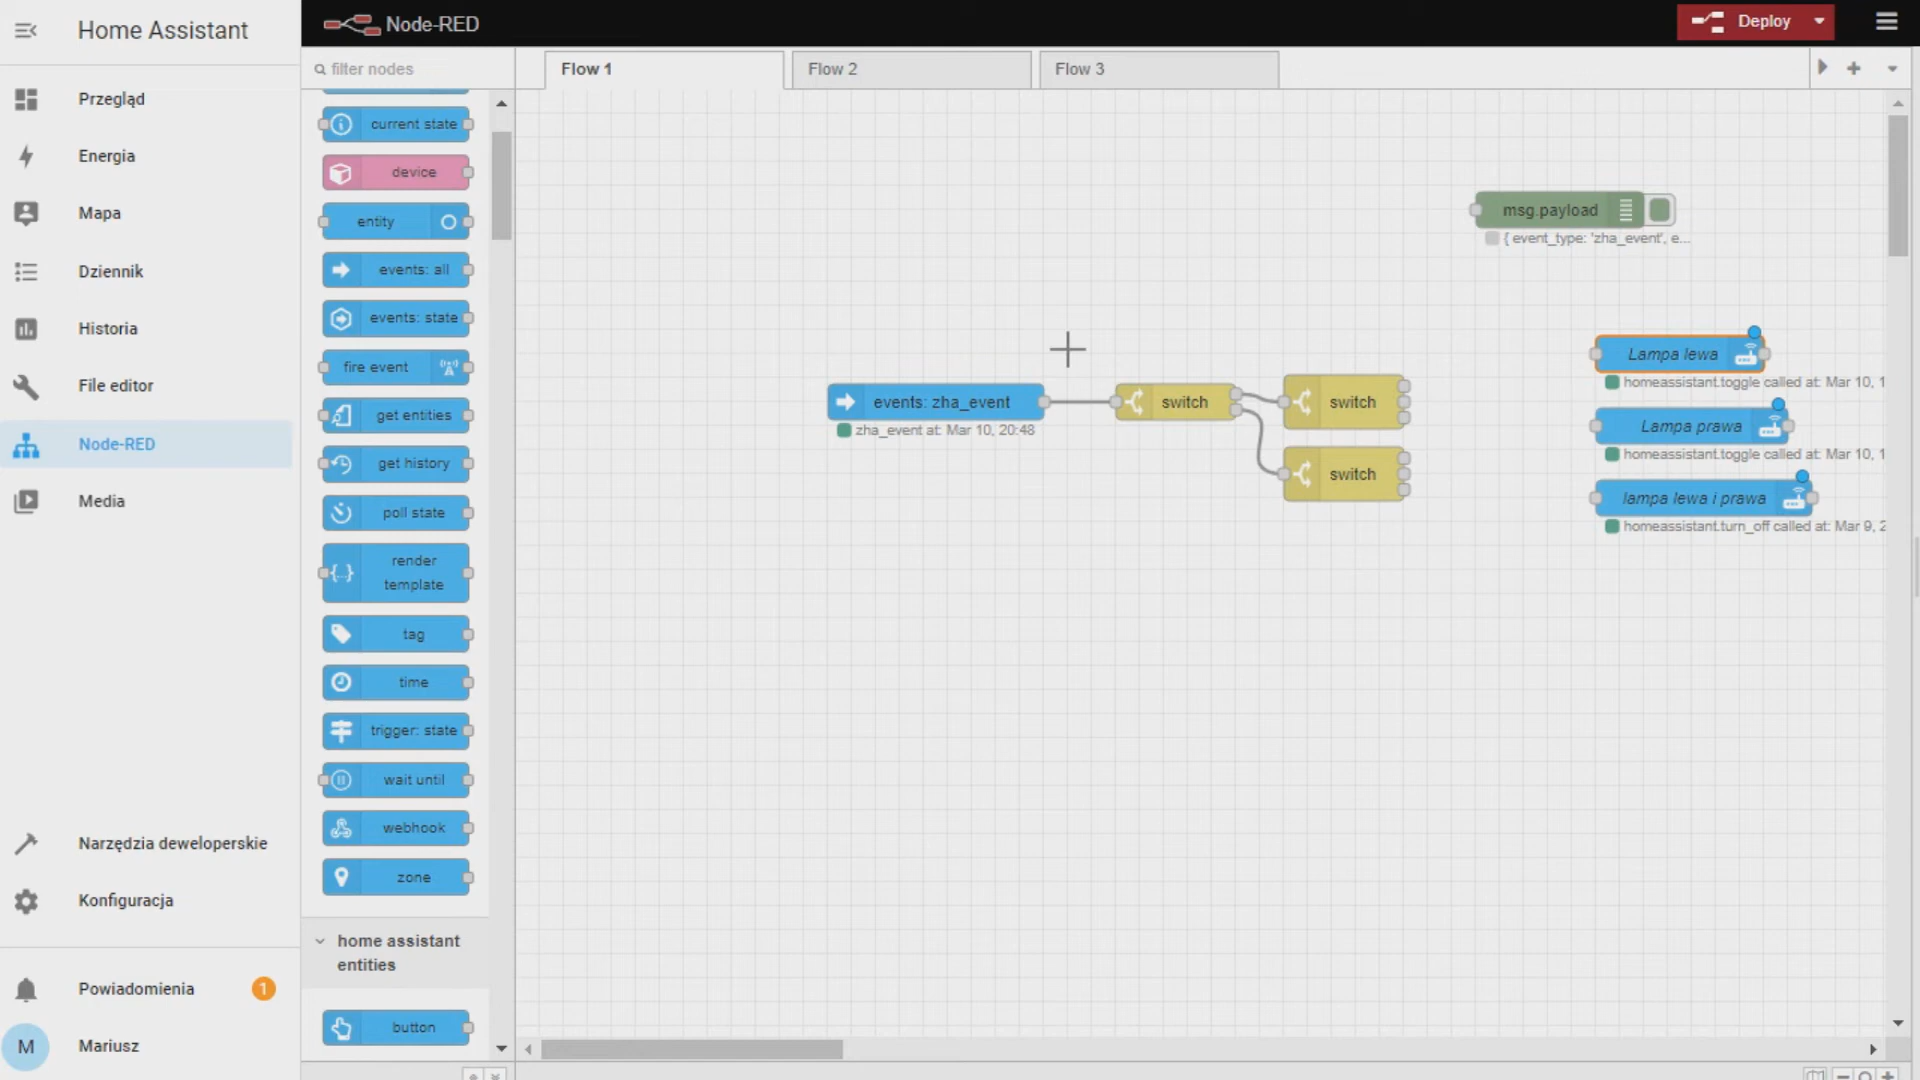 Home Assistant
Przegląd
Energia
Mapa
Dziennik
Historia
File editor
Node-RED
Media
Narzędzia deweloperskie
Konfiguracja
Powiadomienia
1
M
Mariusz
Node-RED
Deploy
filter nodes
Flow 1
Flow 2
Flow 3
current state
device
entity
events: all
events: state
fire event
get entities
get history
poll state
render
template
tag
time
trigger: state
wait until
webhook
zone
home assistant
entities
button
msg.payload
{ event_type: 'zha_event', e...
events: zha_event
zha_event at: Mar 10, 20:48
switch
switch
switch
Lampa lewa
homeassistant.toggle called at: Mar 10, 1
Lampa prawa
homeassistant.toggle called at: Mar 10, 1
lampa lewa i prawa
homeassistant.turn_off called at: Mar 9, 2